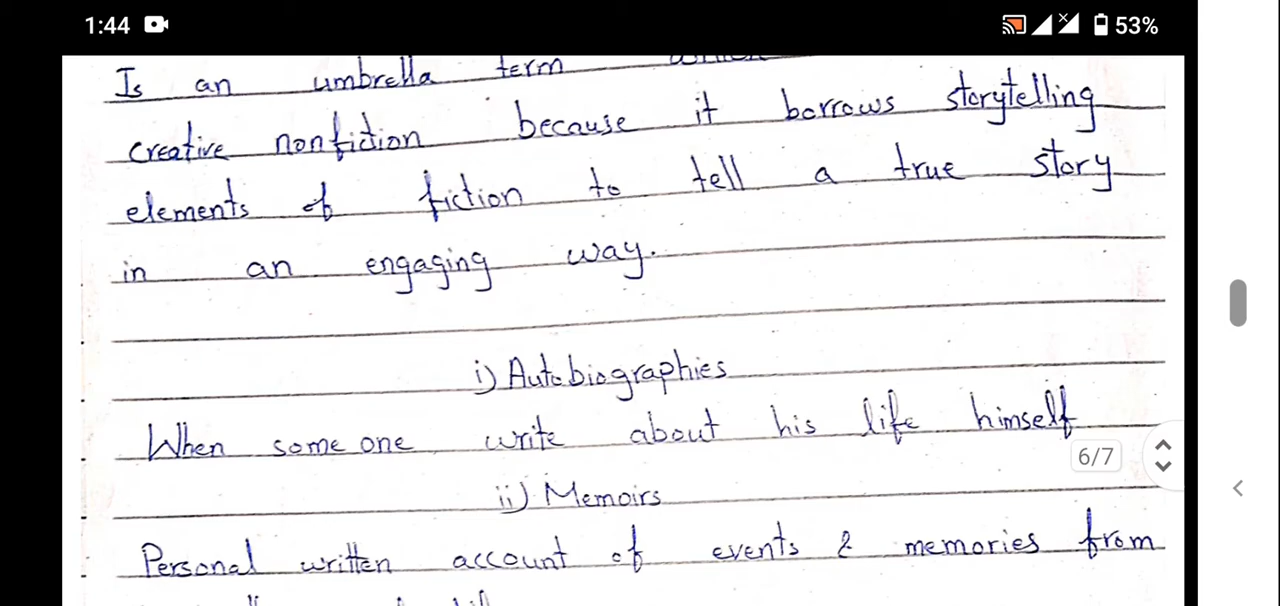 1:44
53%
Is an umbrella term which
creative nonfiction because it borrows storytelling
elements of fiction to tell a true story
in an engaging way.
i) Autobiographies
When some one write about his life himself
6/7
ii) Memoirs
Personal written account of events & memories from